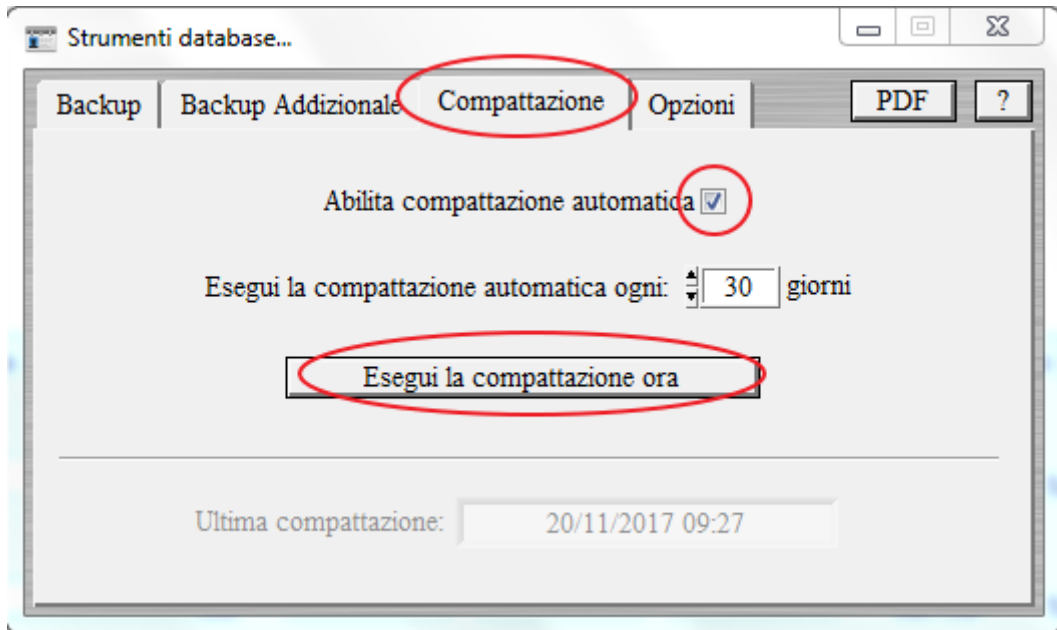 Strumenti database...
Backup Backup Addizionale Compattazione Opzioni PDF ?
Abilita compattazione automatica
Esegui la compattazione automatica ogni: 30 giorni
Esegui la compattazione ora
Ultima compattazione: 20/11/2017 09:27